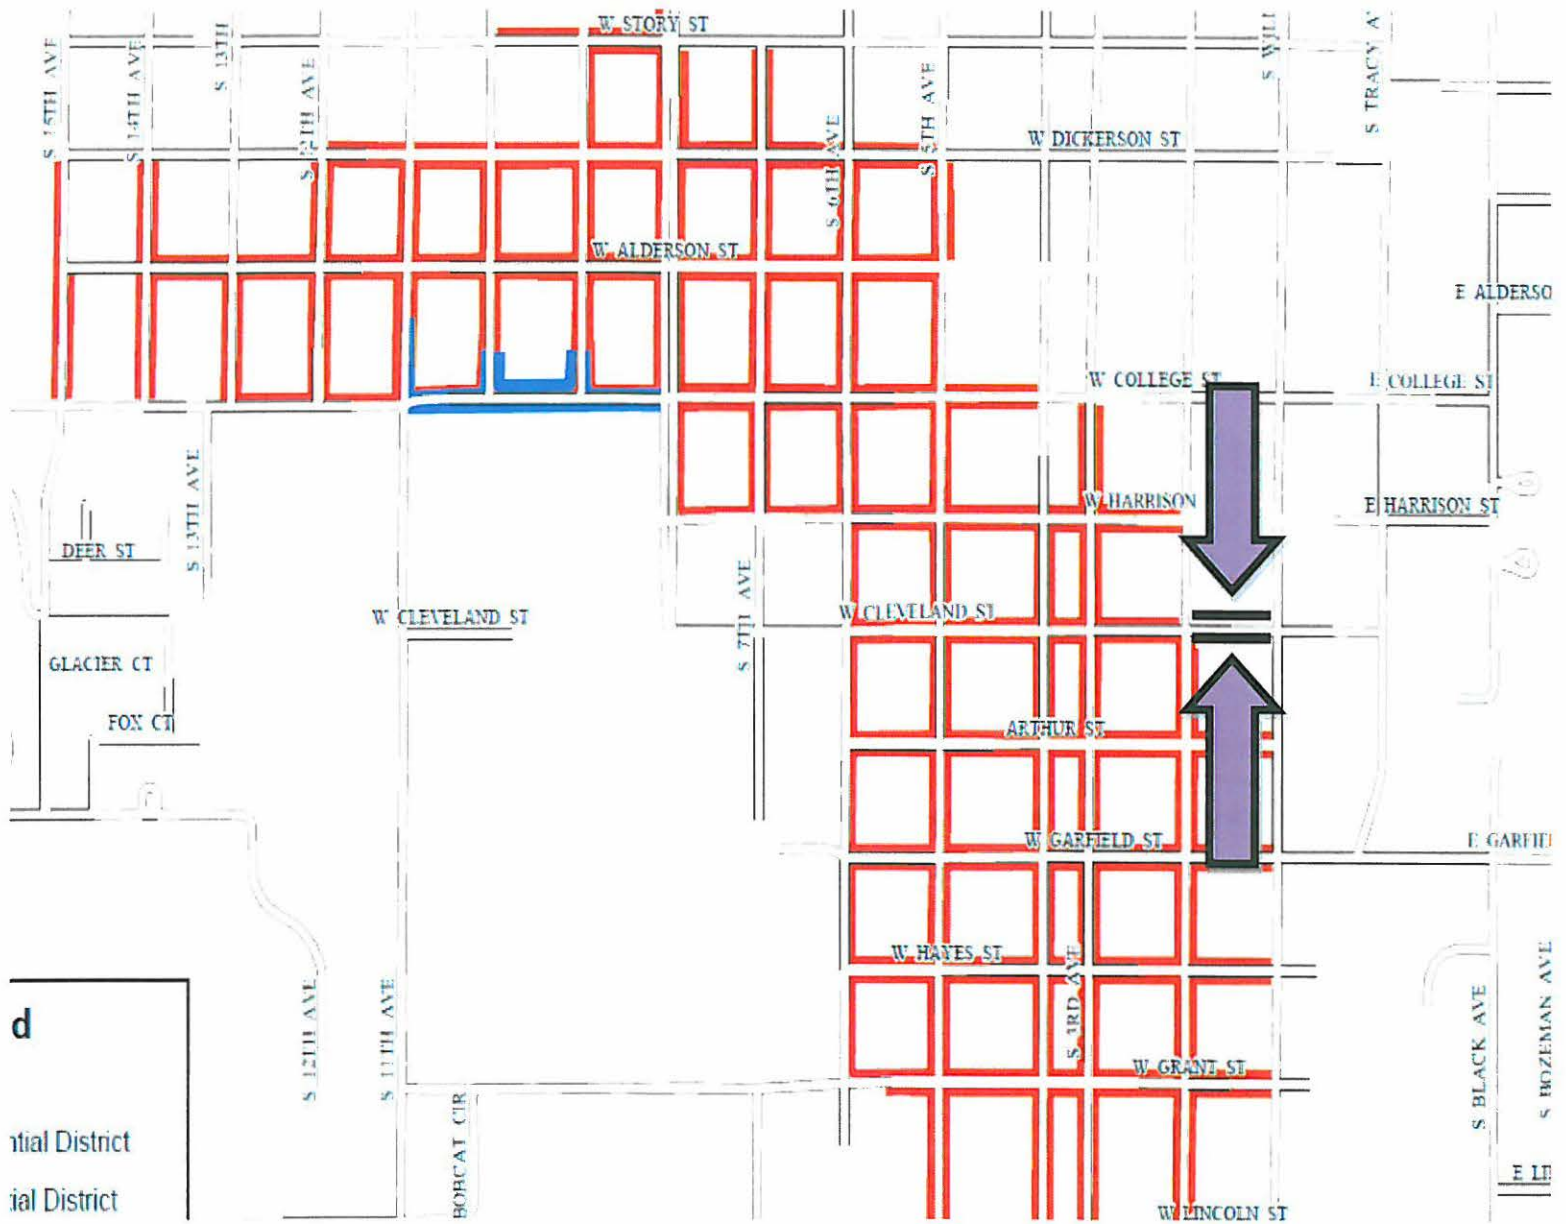 W STORY ST
S 15TH AVE
S 14TH AVE
S 13TH
S 12TH AVE
S 6TH AVE
S 5TH AVE
S WILL
S TRACY A
W DICKERSON ST
W ALDERSON ST
E ALDERSO
W COLLEGE ST
E COLLEGE ST
S 13TH AVE
W HARRISON
E HARRISON ST
DEER ST
S 7TH AVE
W CLEVELAND ST
W CLEVELAND ST
GLACIER CT
FOX CT
ARTHUR ST
W GARFIELD ST
E GARFIE
W HAYES ST
S 3RD AVE
S 12TH AVE
S 11TH AVE
S BLACK AVE
S BOZEMAN AVE
d
W GRANT ST
BOBCAT CIR
ntial District
E LI
tial District
W LINCOLN ST